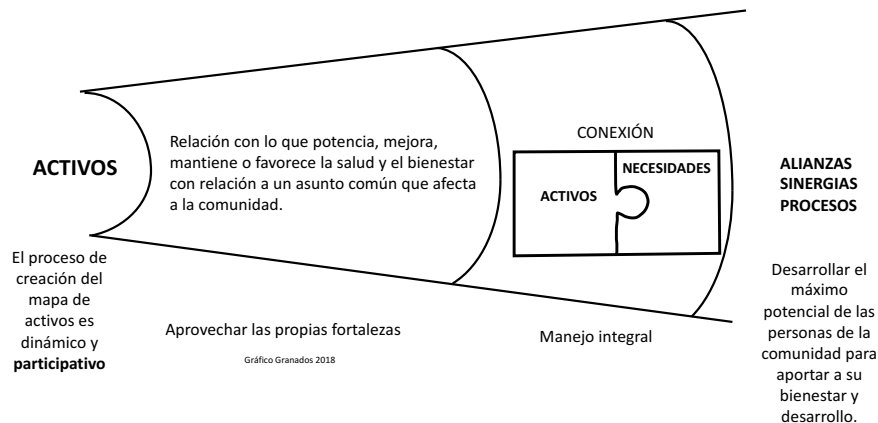 ACTIVOS
El proceso de
creación del
mapa de
activos es
dinámico y
participativo
Relación con lo que potencia, mejora,
mantiene o favorece la salud y el bienestar
con relación a un asunto común que afecta
a la comunidad.
Aprovechar las propias fortalezas
Gráfico Granados 2018
CONEXIÓN
ACTIVOS
NECESIDADES
Manejo integral
ALIANZAS
SINERGIAS
PROCESOS
Desarrollar el
máximo
potencial de las
personas de la
comunidad para
aportar a su
bienestar y
desarrollo.